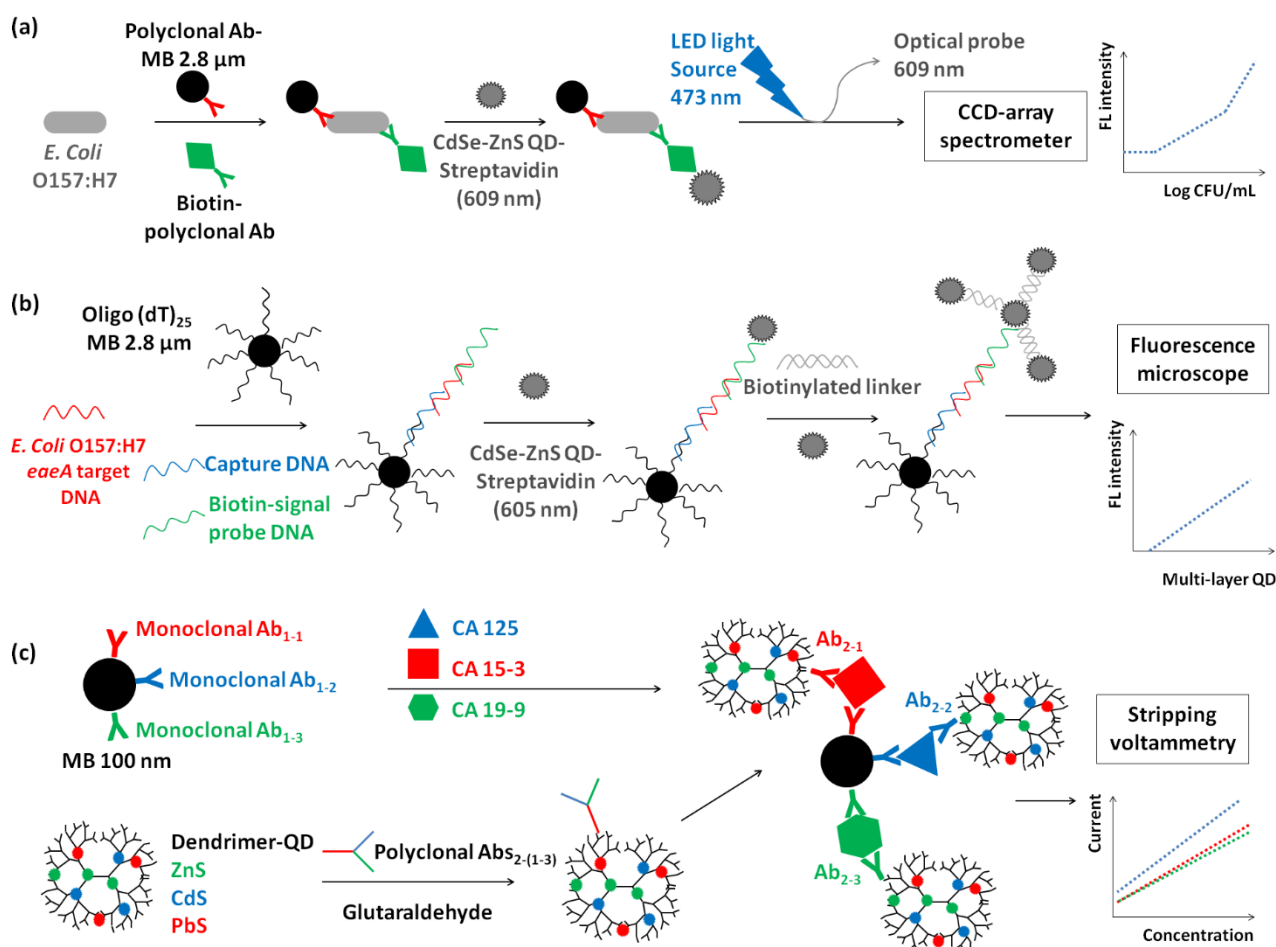 (a)
Polyclonal Ab-
MB 2.8 µm
E. Coli
O157:H7
Biotin-
polyclonal Ab
CdSe-ZnS QD-
Streptavidin
(609 nm)
LED light
Source
473 nm
Optical probe
609 nm
CCD-array
spectrometer
FL intensity
Log CFU/mL
(b)
Oligo (dT)25
MB 2.8 µm
E. Coli O157:H7
eaeA target
DNA
Capture DNA
Biotin-signal
probe DNA
CdSe-ZnS QD-
Streptavidin
(605 nm)
Biotinylated linker
Fluorescence
microscope
FL intensity
Multi-layer QD
(c)
Monoclonal Ab1-1
Monoclonal Ab1-2
Monoclonal Ab1-3
MB 100 nm
CA 125
CA 15-3
CA 19-9
Dendrimer-QD
ZnS
CdS
PbS
Polyclonal Abs2-(1-3)
Glutaraldehyde
Ab2-1
Ab2-2
Ab2-3
Stripping
voltammetry
Current
Concentration